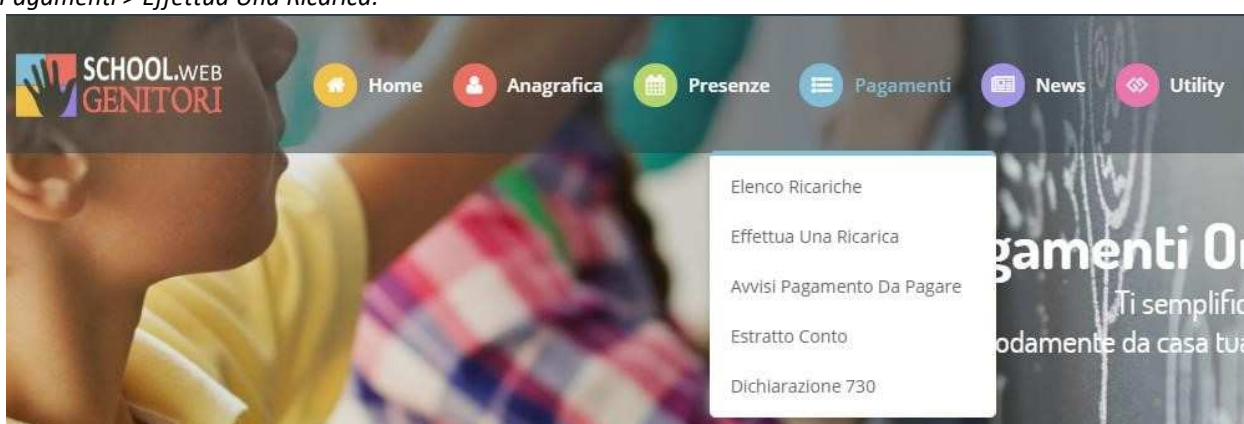 Pagamenti > Effettua Una Ricarica.
SCHOOL.WEB
GENITORI
Home
Anagrafica
Presenze
Pagamenti
News
Utility
Elenco Ricariche
Effettua Una Ricarica
Avvisi Pagamento Da Pagare
Estratto Conto
Dichiarazione 730
gamenti
Ti semplific
odamente da casa tua